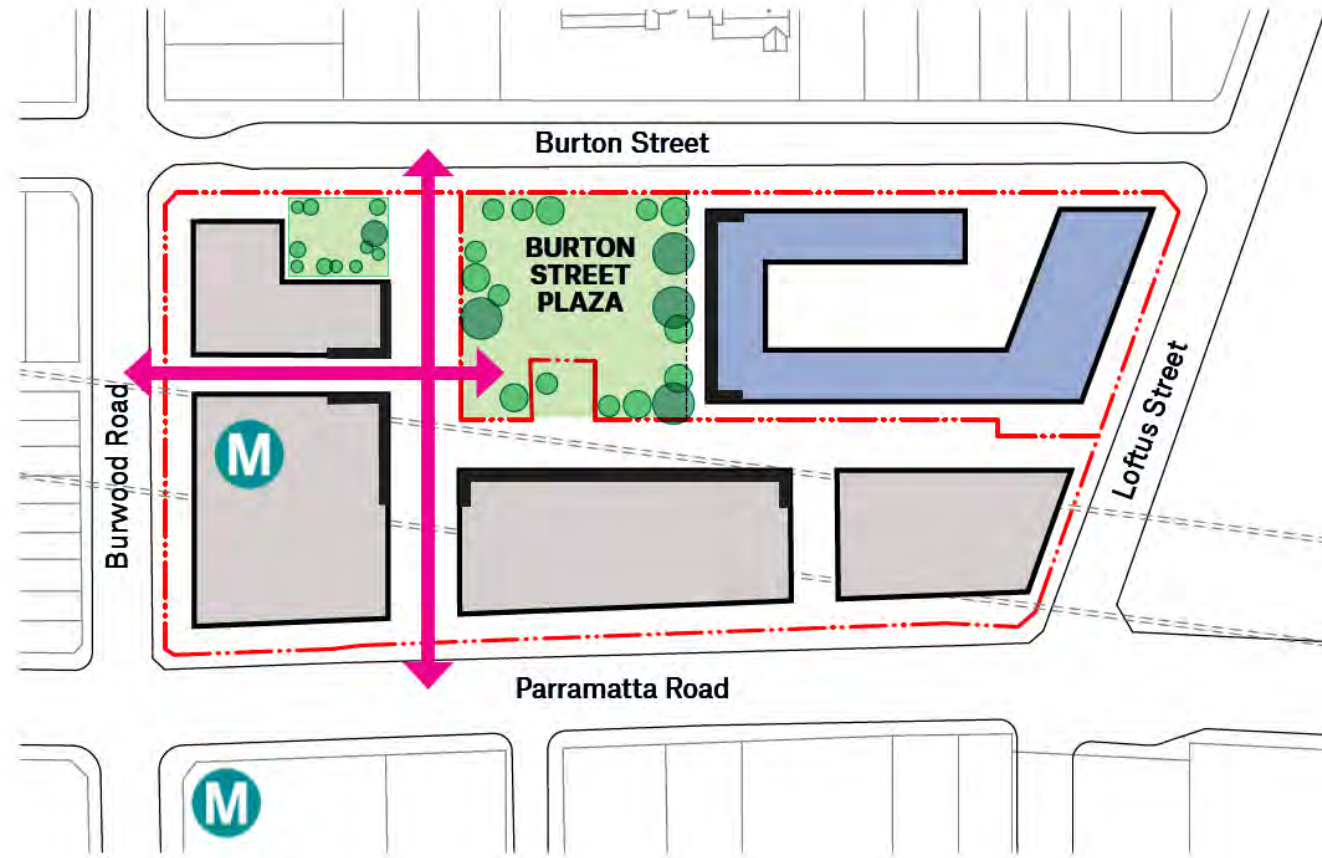 Burton Street
BURTON
STREET
PLAZA
Burwood Road
M
Loftus Street
Parramatta Road
M